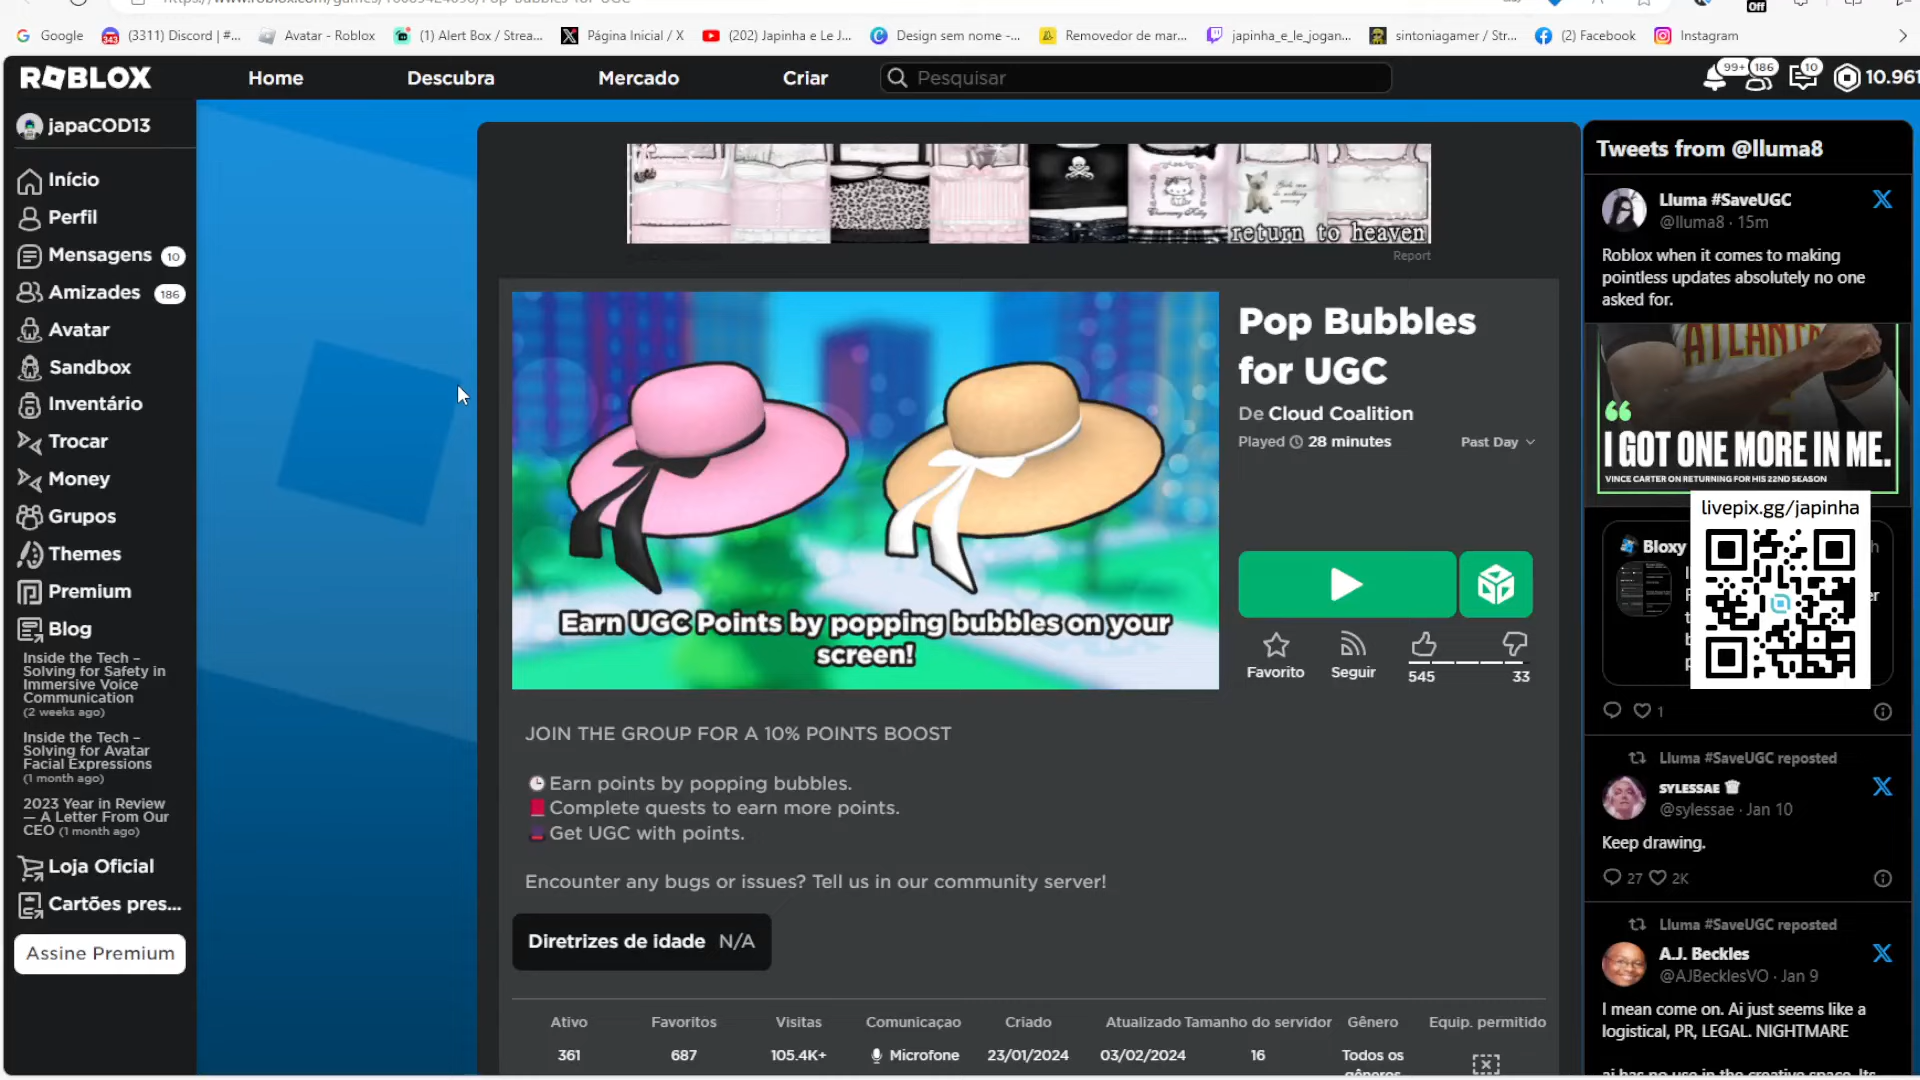 Google
(3311) Discord | #...
Avatar - Roblox
(1) Alert Box / Strea...
Página Inicial / X
(202) Japinha e Le J...
Design sem nome -...
Removedor de mar...
japinha_e_le_jogan...
sintoniagamer / Str...
(2) Facebook
Instagram
ROBLOX
Home
Descubra
Mercado
Criar
Pesquisar
99+
186
10
10.961
japaCOD13
Início
Perfil
Mensagens 10
Amizades 186
Avatar
Sandbox
Inventário
Trocar
Money
Grupos
Themes
Premium
Blog
Inside the Tech –
Solving for Safety in
Immersive Voice
Communication
(2 weeks ago)
Inside the Tech –
Solving for Avatar
Facial Expressions
(1 month ago)
2023 Year in Review
— A Letter From Our
CEO (1 month ago)
Loja Oficial
Cartões pres...
Assine Premium
return to heaven
Report
Earn UGC Points by popping bubbles on your
screen!
Pop Bubbles
for UGC
De Cloud Coalition
Played 28 minutes
Past Day
Favorito
Seguir
545
33
JOIN THE GROUP FOR A 10% POINTS BOOST
Earn points by popping bubbles.
Complete quests to earn more points.
Get UGC with points.
Encounter any bugs or issues? Tell us in our community server!
Diretrizes de idade N/A
Ativo
Favoritos
Visitas
Comunicaçao
Criado
Atualizado
Tamanho do servidor
Gênero
Equip. permitido
361
687
105.4K+
Microfone
23/01/2024
03/02/2024
16
Todos os
gêneros
Tweets from @lluma8
Lluma #SaveUGC
@lluma8 · 15m
Roblox when it comes to making
pointless updates absolutely no one
asked for.
ATLANTA
I GOT ONE MORE IN ME.
VINCE CARTER ON RETURNING FOR HIS 22ND SEASON
livepix.gg/japinha
Bloxy
1
Lluma #SaveUGC reposted
SYLESSAE
@sylessae · Jan 10
Keep drawing.
27
2K
Lluma #SaveUGC reposted
A.J. Beckles
@AJBecklesVO · Jan 9
I mean come on. Ai just seems like a
logistical, PR, LEGAL. NIGHTMARE